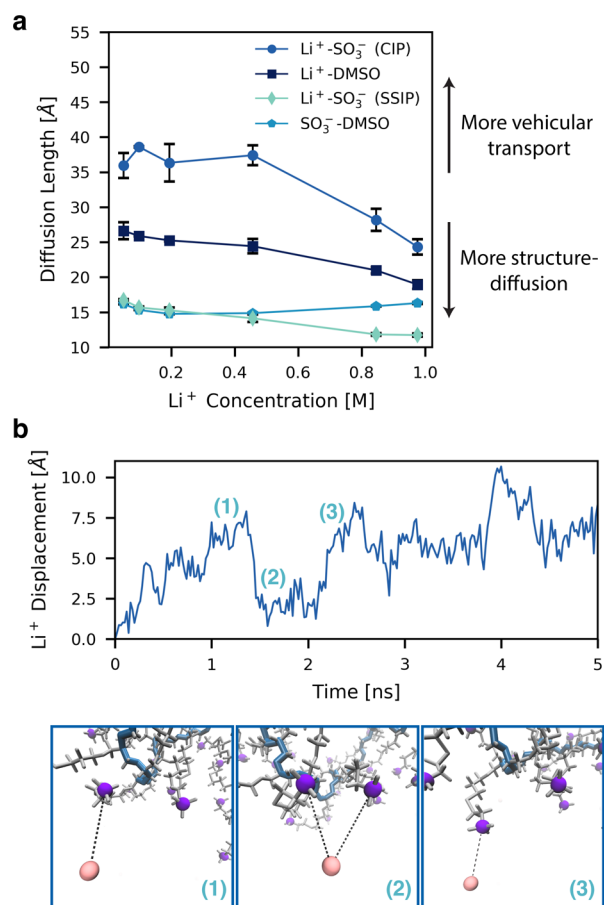 a
55
50
45
40
35
30
25
20
15
10
Diffusion Length [Å]
Li⁺-SO₃⁻ (CIP)
Li⁺-DMSO
Li⁺-SO₃⁻ (SSIP)
SO₃⁻-DMSO
0.2 0.4 0.6 0.8 1.0
Li⁺ Concentration [M]
More vehicular
transport
More structure-
diffusion
b
10.0
7.5
5.0
2.5
0.0
Li⁺ Displacement [Å]
(1)
(2)
(3)
0 1 2 3 4 5
Time [ns]
(1)
(2)
(3)